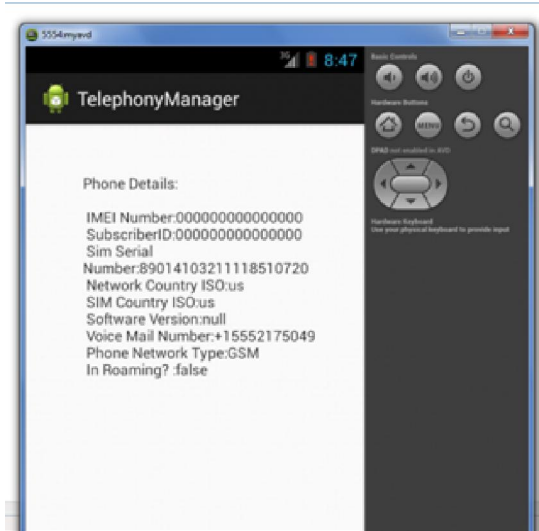 5554:myavd
3G 8:47
TelephonyManager
Phone Details:
IMEI Number:000000000000000
SubscriberID:000000000000000
Sim Serial
Number:89014103211118510720
Network Country ISO:us
SIM Country ISO:us
Software Version:null
Voice Mail Number:+15552175049
Phone Network Type:GSM
In Roaming? :false
Basic Controls
Hardware Buttons
MENU
DPAD not enabled in AVD
Hardware Keyboard
Use your physical keyboard to provide input